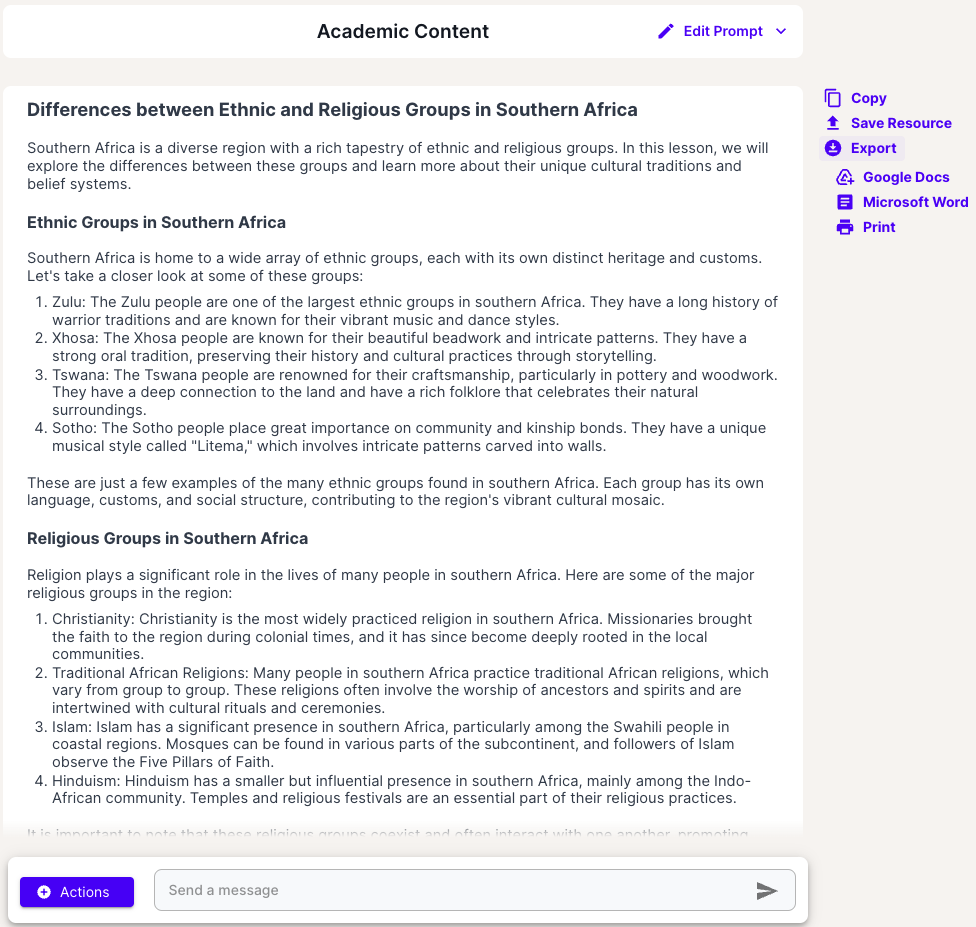 Academic Content
Edit Prompt
Differences between Ethnic and Religious Groups in Southern Africa
Southern Africa is a diverse region with a rich tapestry of ethnic and religious groups. In this lesson, we will
explore the differences between these groups and learn more about their unique cultural traditions and
belief systems.
Ethnic Groups in Southern Africa
Southern Africa is home to a wide array of ethnic groups, each with its own distinct heritage and customs.
Let's take a closer look at some of these groups:
1. Zulu: The Zulu people are one of the largest ethnic groups in southern Africa. They have a long history of
warrior traditions and are known for their vibrant music and dance styles.
2. Xhosa: The Xhosa people are known for their beautiful beadwork and intricate patterns. They have a
strong oral tradition, preserving their history and cultural practices through storytelling.
3. Tswana: The Tswana people are renowned for their craftsmanship, particularly in pottery and woodwork.
They have a deep connection to the land and have a rich folklore that celebrates their natural
surroundings.
4. Sotho: The Sotho people place great importance on community and kinship bonds. They have a unique
musical style called "Litema," which involves intricate patterns carved into walls.
These are just a few examples of the many ethnic groups found in southern Africa. Each group has its own
language, customs, and social structure, contributing to the region's vibrant cultural mosaic.
Religious Groups in Southern Africa
Religion plays a significant role in the lives of many people in southern Africa. Here are some of the major
religious groups in the region:
1. Christianity: Christianity is the most widely practiced religion in southern Africa. Missionaries brought
the faith to the region during colonial times, and it has since become deeply rooted in the local
communities.
2. Traditional African Religions: Many people in southern Africa practice traditional African religions, which
vary from group to group. These religions often involve the worship of ancestors and spirits and are
intertwined with cultural rituals and ceremonies.
3. Islam: Islam has a significant presence in southern Africa, particularly among the Swahili people in
coastal regions. Mosques can be found in various parts of the subcontinent, and followers of Islam
observe the Five Pillars of Faith.
4. Hinduism: Hinduism has a smaller but influential presence in southern Africa, mainly among the Indo-
African community. Temples and religious festivals are an essential part of their religious practices.
It is important to note that these religious groups coexist and often interact with one another, promoting
Copy
Save Resource
Export
Google Docs
Microsoft Word
Print
Actions
Send a message